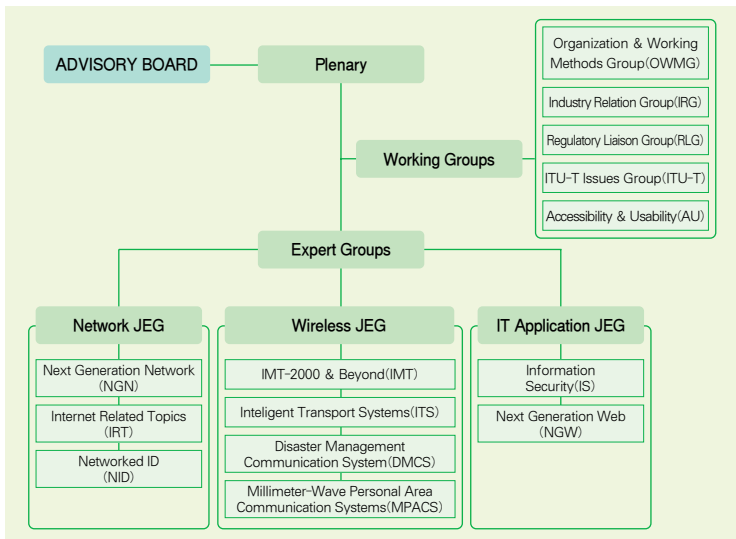 ADVISORY BOARD
Plenary
Organization & Working
Methods Group(OWMG)
Industry Relation Group(IRG)
Regulatory Liaison Group(RLG)
ITU-T Issues Group(ITU-T)
Accessibility & Usability(AU)
Working Groups
Expert Groups
Network JEG
Next Generation Network
(NGN)
Internet Related Topics
(IRT)
Networked ID
(NID)
Wireless JEG
IMT-2000 & Beyond(IMT)
Inteligent Transport Systems(ITS)
Disaster Management
Communication System(DMCS)
Millimeter-Wave Personal Area
Communication Systems(MPACS)
IT Application JEG
Information
Security(IS)
Next Generation Web
(NGW)